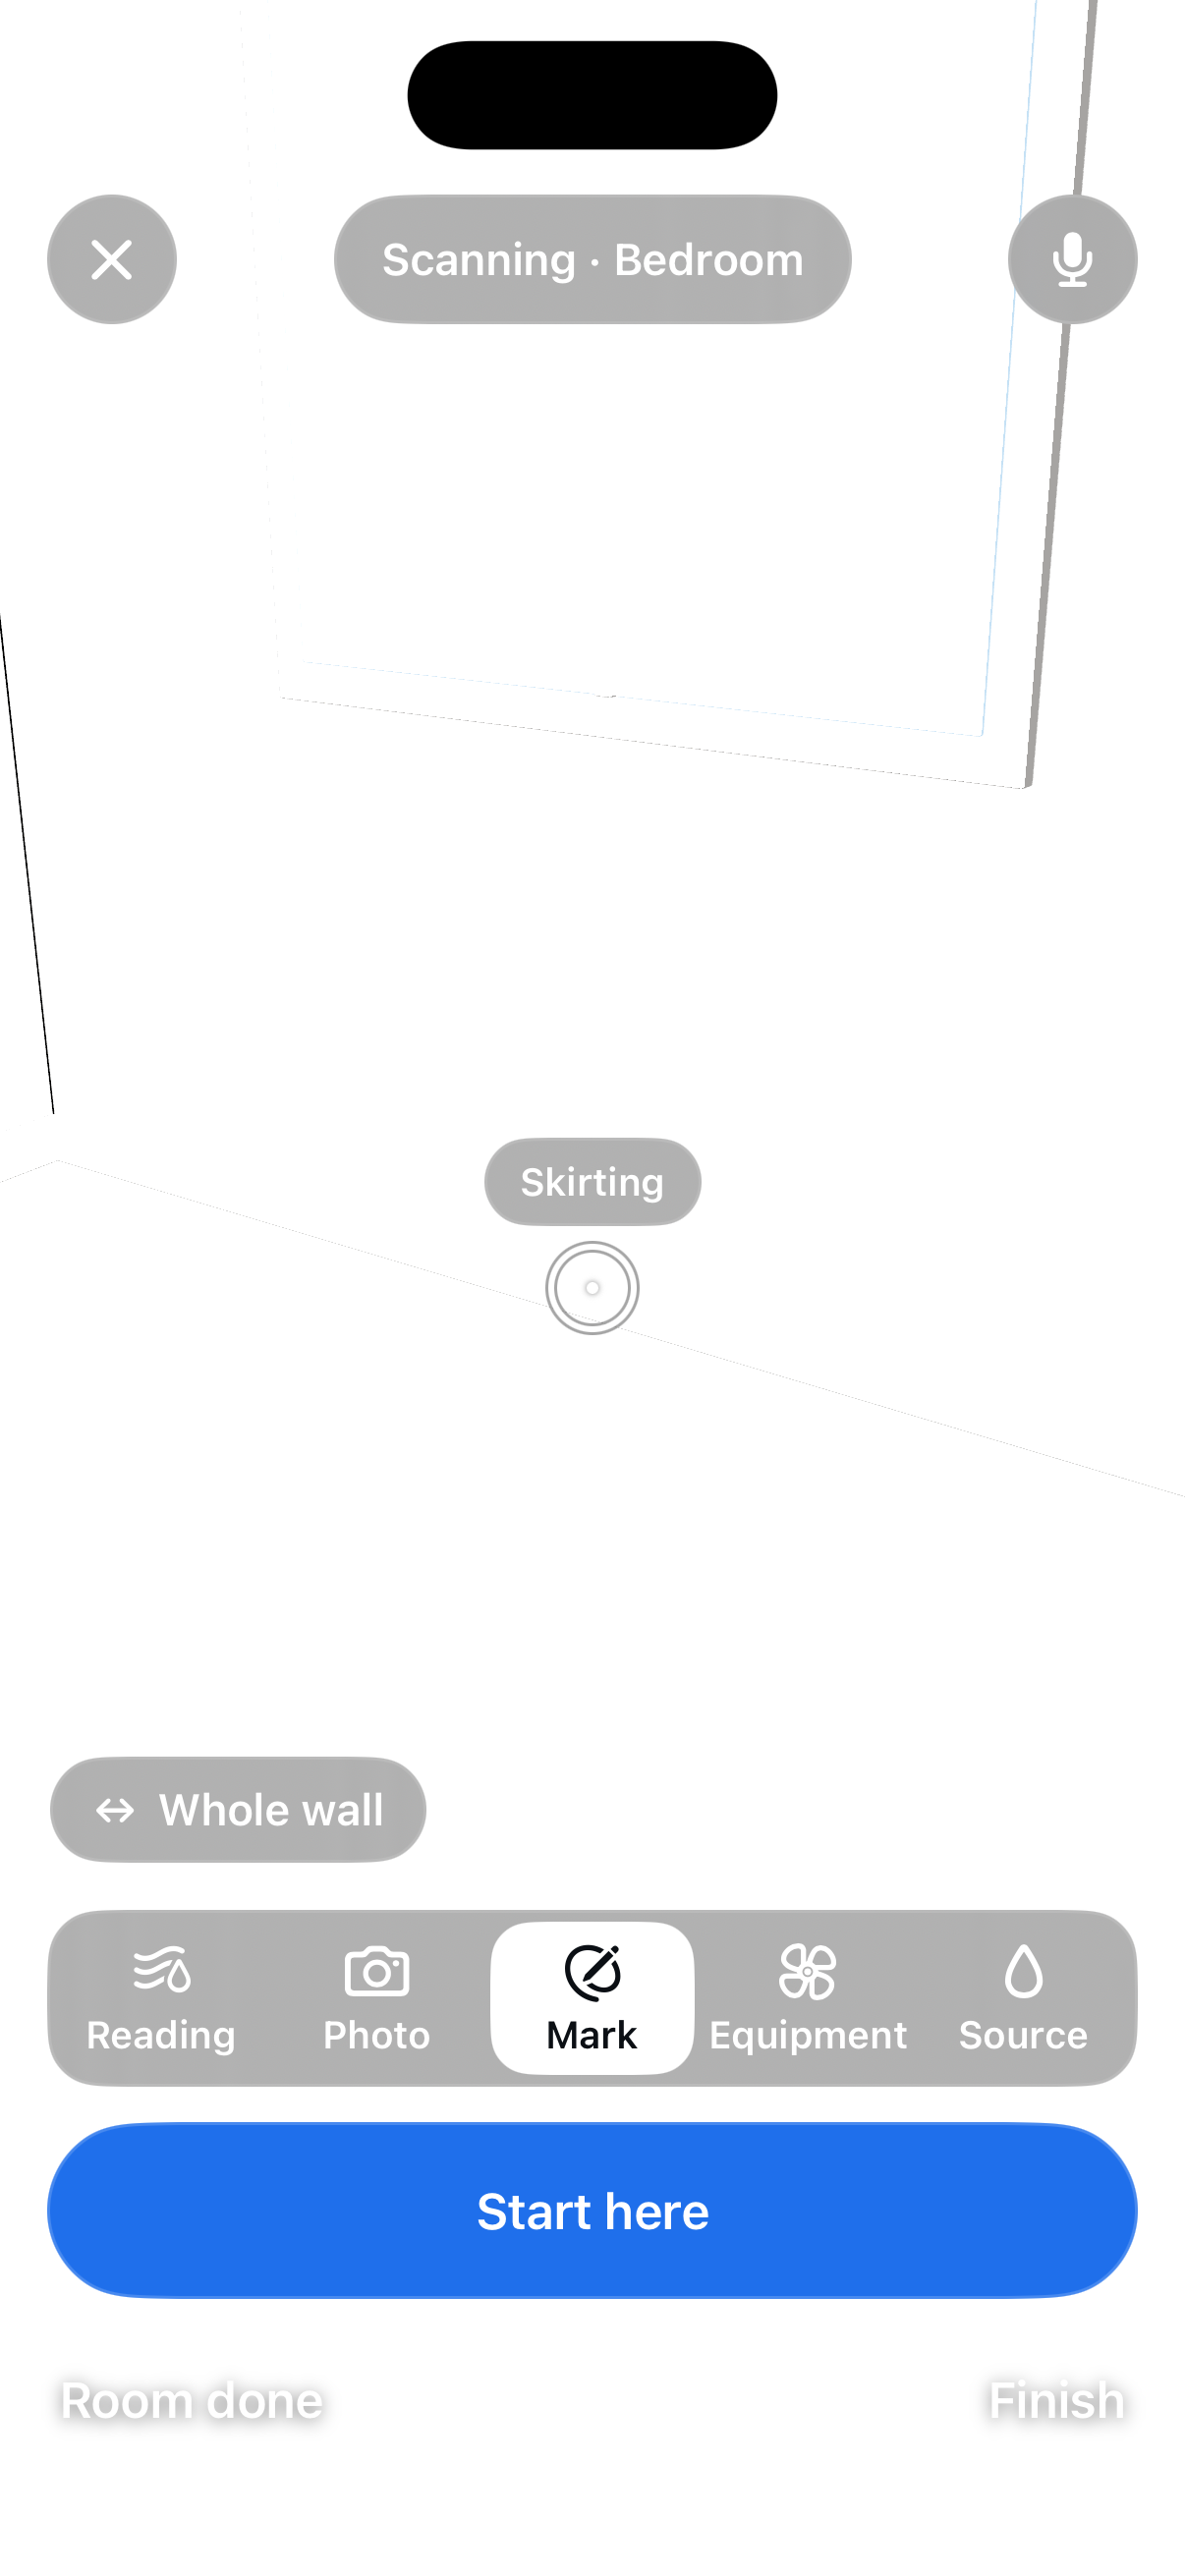 Scanning · Bedroom
Skirting
Whole wall
Reading
Photo
Mark
Equipment
Source
Start here
Room done
Finish